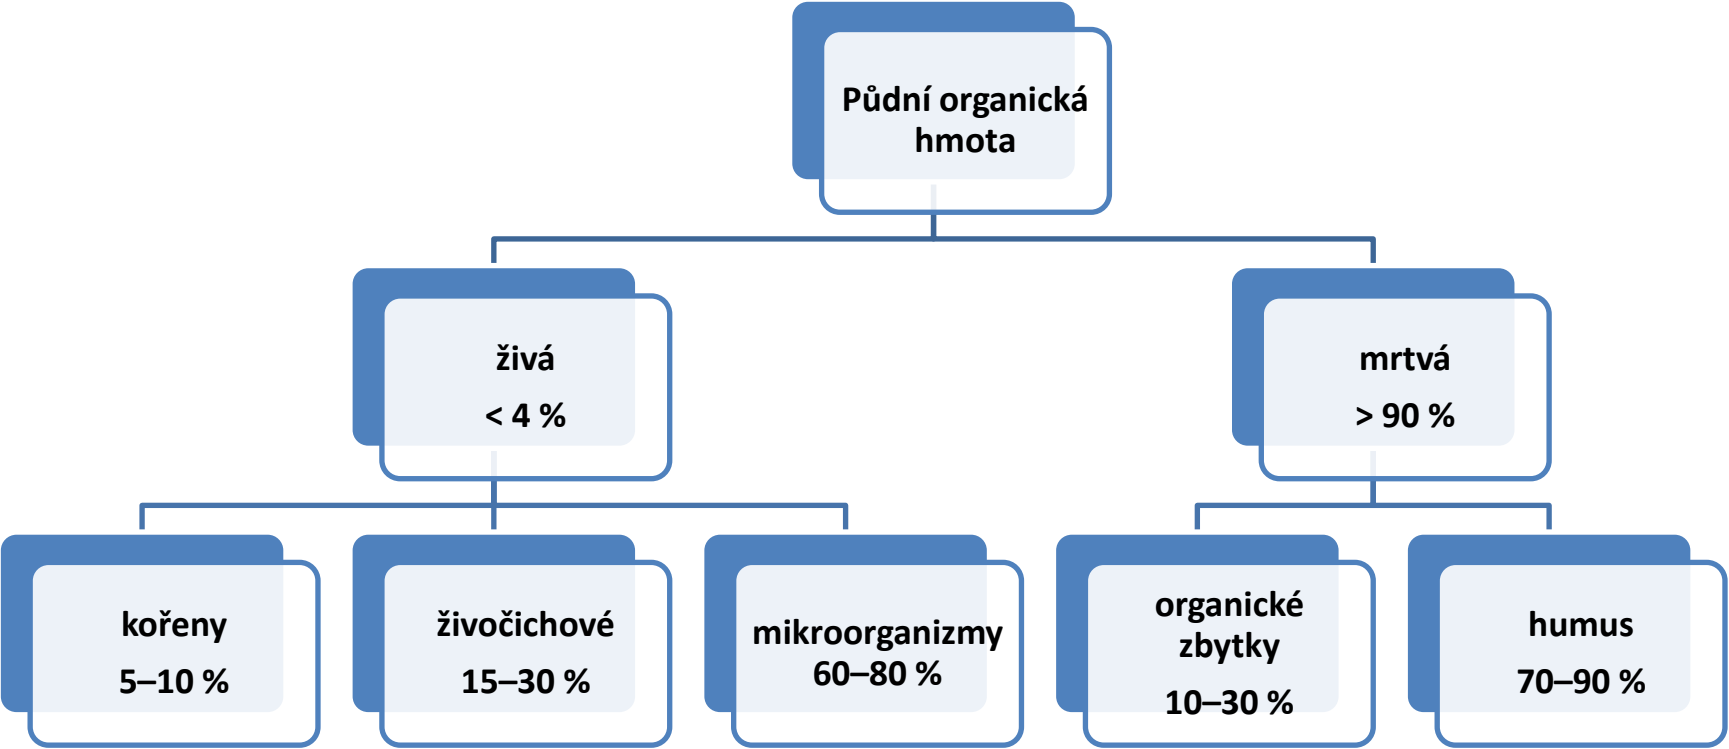 Půdní organická
hmota
živá
< 4 %
mrtvá
> 90 %
kořeny
5–10 %
živočichové
15–30 %
mikroorganizmy
60–80 %
organické
zbytky
10–30 %
humus
70–90 %